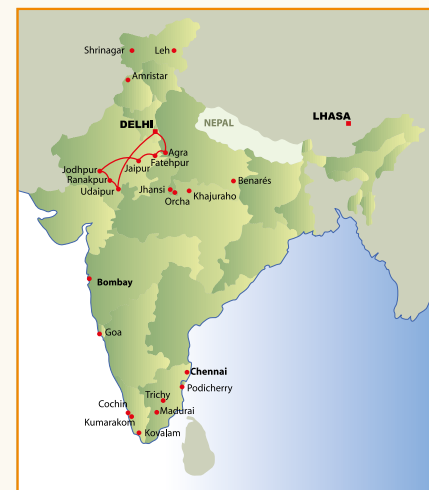 Shrinagar
Leh
Amristar
DELHI
NEPAL
LHASA
Agra
Fatehpur
Jaipur
Jodhpur
Ranakpur
Udaipur
Jhansi
Orcha
Khajuraho
Benarés
Bombay
Goa
Chennai
Podicherry
Trichy
Madurai
Cochin
Kumarakom
Kovalam